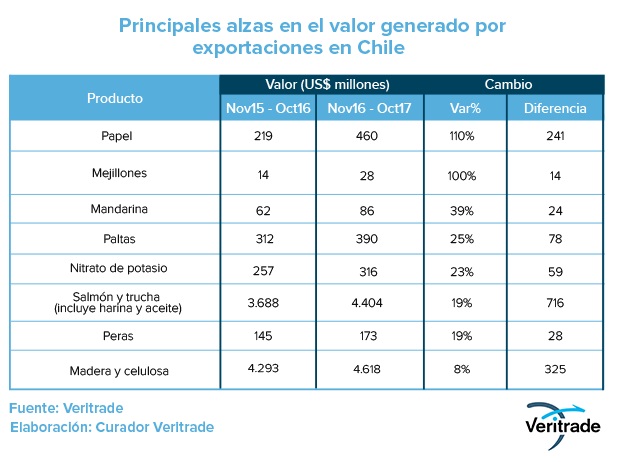 Principales alzas en el valor generado por
exportaciones en Chile
Producto Valor (US$ millones) Cambio
Nov15 - Oct16 Nov16 - Oct17 Var% Diferencia
Papel 219 460 110% 241
Mejillones 14 28 100% 14
Mandarina 62 86 39% 24
Paltas 312 390 25% 78
Nitrato de potasio 257 316 23% 59
Salmón y trucha
(incluye harina y aceite) 3.688 4.404 19% 716
Peras 145 173 19% 28
Madera y celulosa 4.293 4.618 8% 325
Fuente: Veritrade
Elaboración: Curador Veritrade
Veritrade